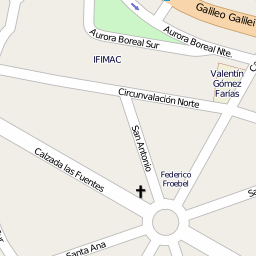 Galileo Galilei
Aurora Boreal Sur
Aurora Boreal Nte.
IFIMAC
Valentín
Gómez
Farias
Circunvalación Norte
San Antonio
Calzada las Fuentes
Federico
Froebel
Santa Ana